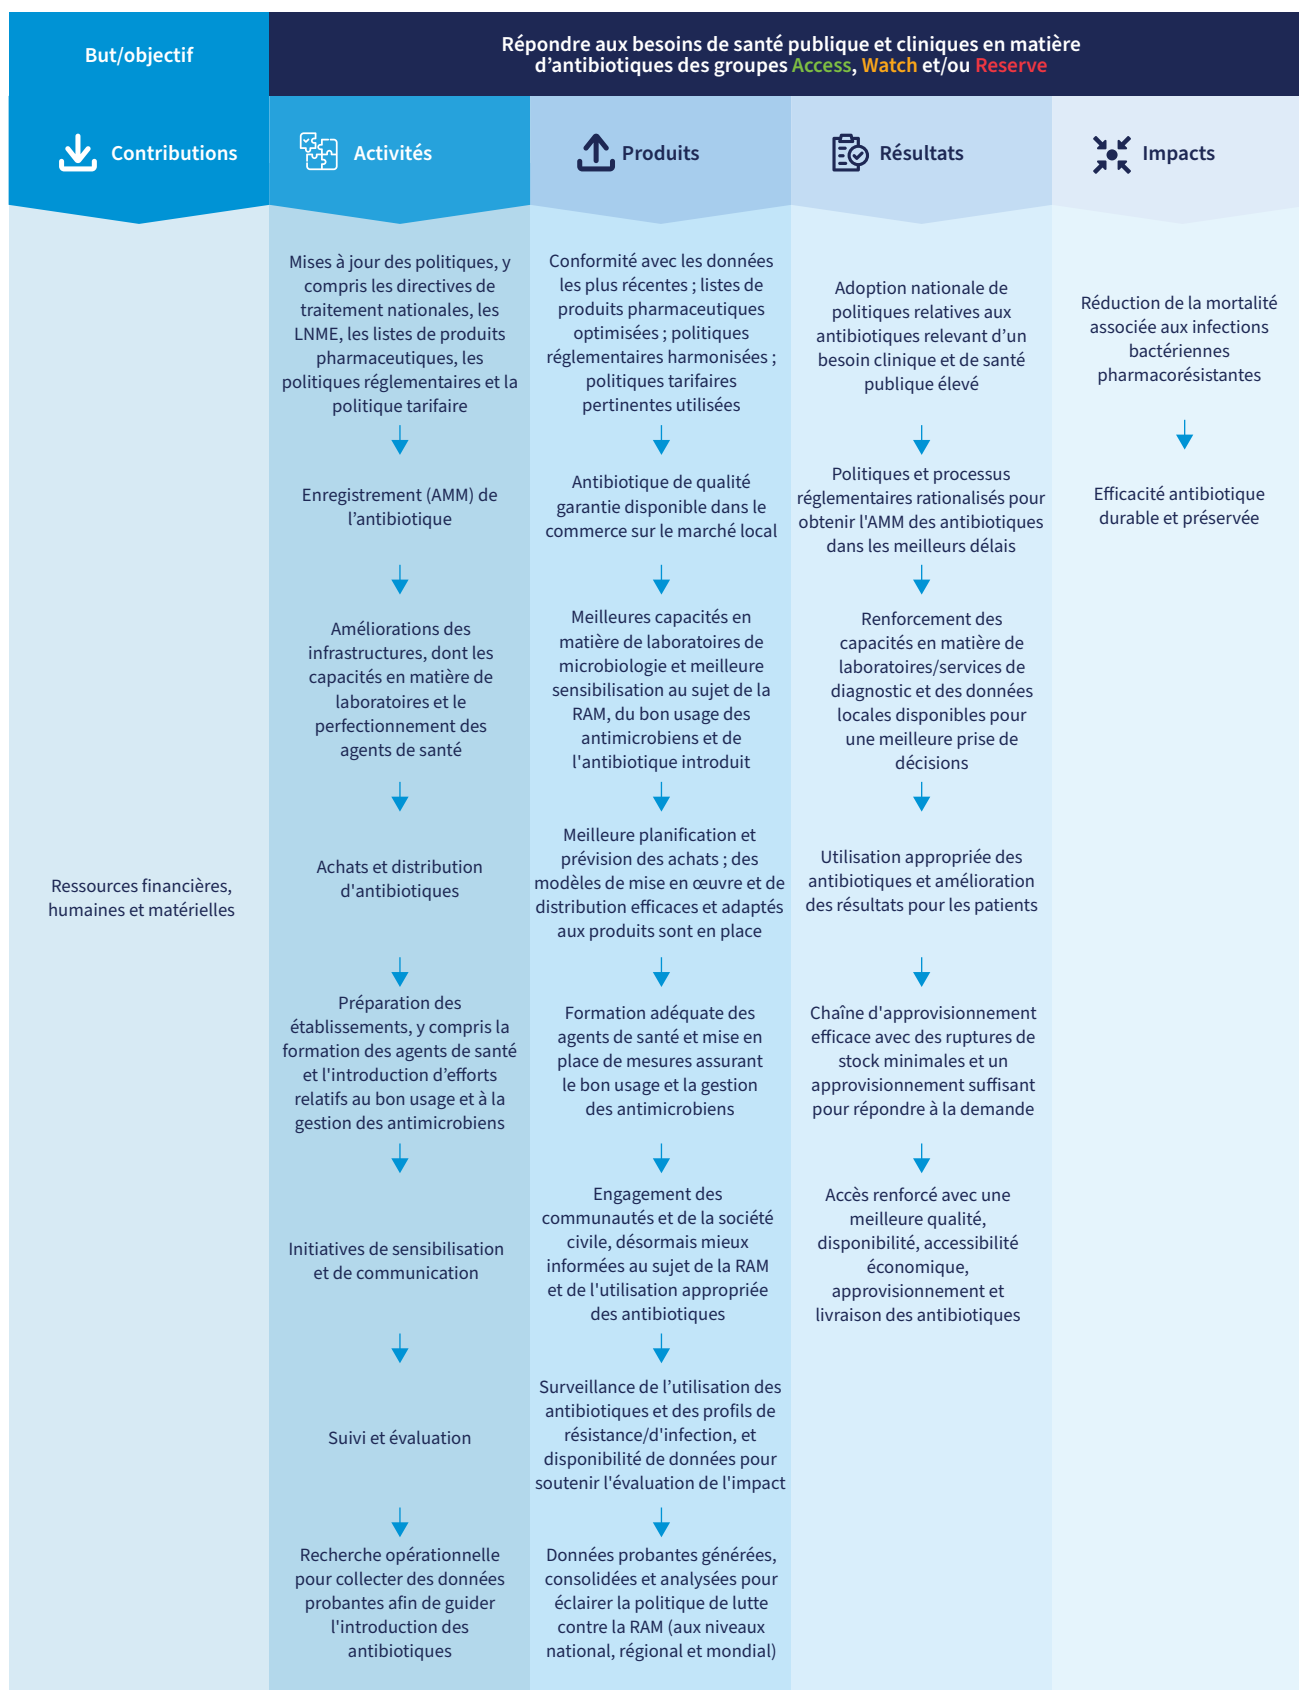 But/objectif
Répondre aux besoins de santé publique et cliniques en matière
d’antibiotiques des groupes Access, Watch et/ou Reserve
Contributions
Activités
Produits
Résultats
Impacts
Ressources financières,
humaines et matérielles
Mises à jour des politiques, y
compris les directives de
traitement nationales, les
LNME, les listes de produits
pharmaceutiques, les
politiques réglementaires et la
politique tarifaire
Enregistrement (AMM) de
l’antibiotique
Améliorations des
infrastructures, dont les
capacités en matière de
laboratoires et le
perfectionnement des
agents de santé
Achats et distribution
d'antibiotiques
Préparation des
établissements, y compris la
formation des agents de santé
et l'introduction d’efforts
relatifs au bon usage et à la
gestion des antimicrobiens
Initiatives de sensibilisation
et de communication
Suivi et évaluation
Recherche opérationnelle
pour collecter des données
probantes afin de guider
l'introduction des
antibiotiques
Conformité avec les données
les plus récentes ; listes de
produits pharmaceutiques
optimisées ; politiques
réglementaires harmonisées ;
politiques tarifaires
pertinentes utilisées
Antibiotique de qualité
garantie disponible dans le
commerce sur le marché local
Meilleures capacités en
matière de laboratoires de
microbiologie et meilleure
sensibilisation au sujet de la
RAM, du bon usage des
antimicrobiens et de
l'antibiotique introduit
Meilleure planification et
prévision des achats ; des
modèles de mise en œuvre et de
distribution efficaces et adaptés
aux produits sont en place
Formation adéquate des
agents de santé et mise en
place de mesures assurant
le bon usage et la gestion
des antimicrobiens
Engagement des
communautés et de la société
civile, désormais mieux
informées au sujet de la RAM
et de l'utilisation appropriée
des antibiotiques
Surveillance de l’utilisation des
antibiotiques et des profils de
résistance/d'infection, et
disponibilité de données pour
soutenir l'évaluation de l'impact
Données probantes générées,
consolidées et analysées pour
éclairer la politique de lutte
contre la RAM (aux niveaux
national, régional et mondial)
Adoption nationale de
politiques relatives aux
antibiotiques relevant d’un
besoin clinique et de santé
publique élevé
Politiques et processus
réglementaires rationalisés pour
obtenir l'AMM des antibiotiques
dans les meilleurs délais
Renforcement des
capacités en matière de
laboratoires/services de
diagnostic et des données
locales disponibles pour
une meilleure prise de
décisions
Utilisation appropriée des
antibiotiques et amélioration
des résultats pour les patients
Chaîne d'approvisionnement
efficace avec des ruptures de
stock minimales et un
approvisionnement suffisant
pour répondre à la demande
Accès renforcé avec une
meilleure qualité,
disponibilité, accessibilité
économique,
approvisionnement et
livraison des antibiotiques
Réduction de la mortalité
associée aux infections
bactériennes
pharmacorésistantes
Efficacité antibiotique
durable et préservée